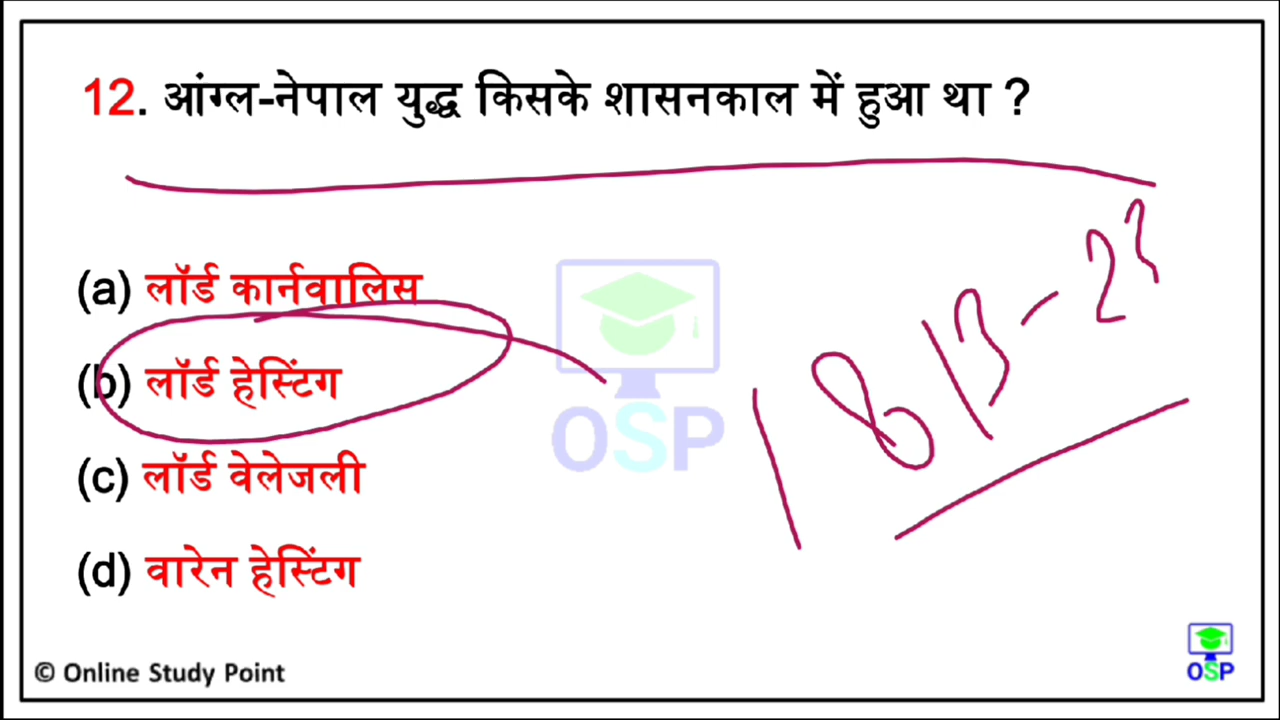 12. आंग्ल-नेपाल युद्ध किसके शासनकाल में हुआ था ?
(a) लॉर्ड कार्नवालिस
(b) लॉर्ड हेस्टिंग
1813-23
OSP
(c) लॉर्ड वेलेजली
(d) वारेन हेस्टिंग
© Online Study Point
OSP